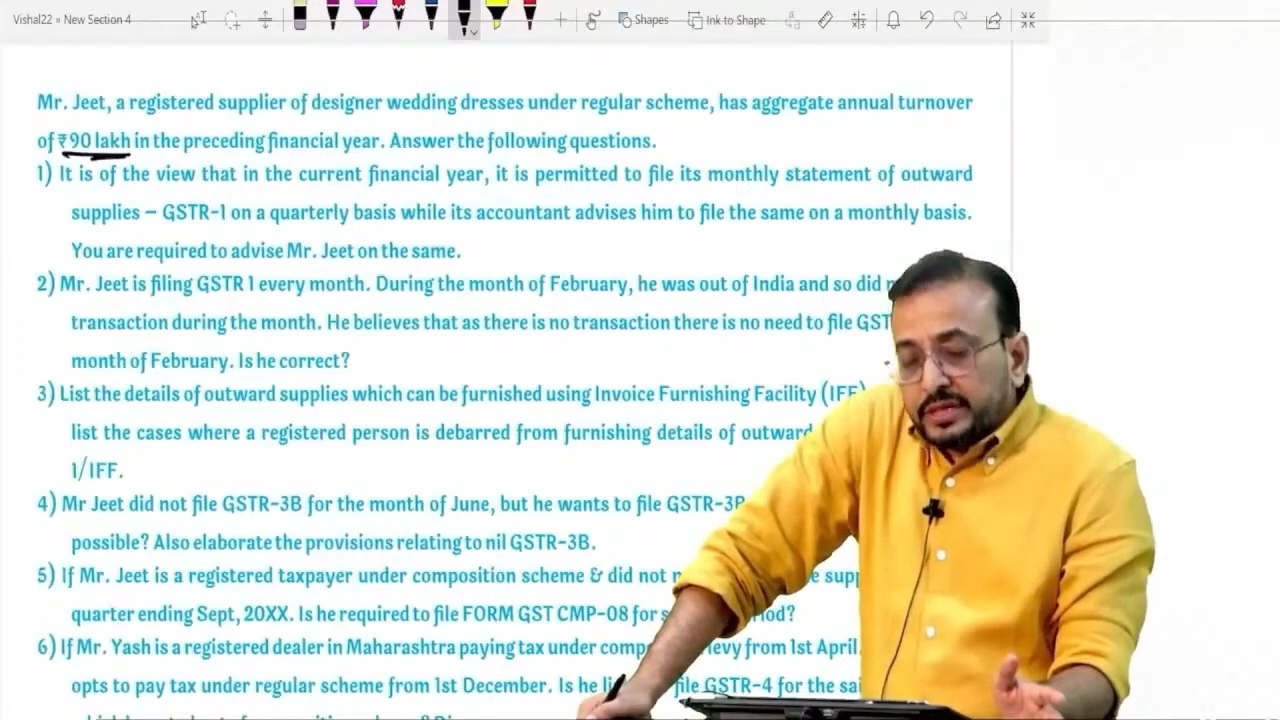 Vishal22 » New Section 4
Shapes
Ink to Shape
Mr. Jeet, a registered supplier of designer wedding dresses under regular scheme, has aggregate annual turnover
of ₹90 lakh in the preceding financial year. Answer the following questions.
1) It is of the view that in the current financial year, it is permitted to file its monthly statement of outward
supplies – GSTR-1 on a quarterly basis while its accountant advises him to file the same on a monthly basis.
You are required to advise Mr. Jeet on the same.
2) Mr. Jeet is filing GSTR 1 every month. During the month of February, he was out of India and so did
transaction during the month. He believes that as there is no transaction there is no need to file GST
month of February. Is he correct?
3) List the details of outward supplies which can be furnished using Invoice Furnishing Facility (IFF)
list the cases where a registered person is debarred from furnishing details of outward
1/IFF.
4) Mr Jeet did not file GSTR-3B for the month of June, but he wants to file GSTR-3B
possible? Also elaborate the provisions relating to nil GSTR-3B.
5) If Mr. Jeet is a registered taxpayer under composition scheme & did not
quarter ending Sept, 20XX. Is he required to file FORM GST CMP-08 for
6) If Mr. Yash is a registered dealer in Maharashtra paying tax under levy from 1st April.
opts to pay tax under regular scheme from 1st December. Is he file GSTR-4 for the